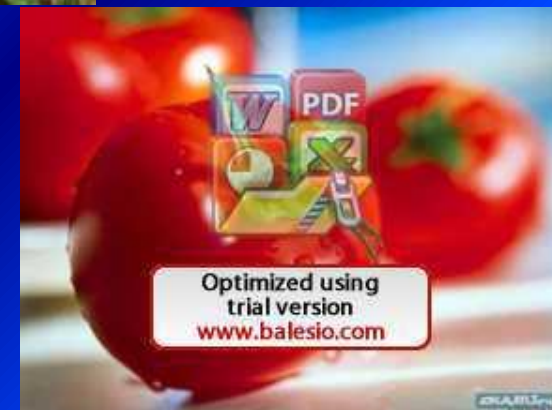 W
PDF
X
Optimized using
trial version
www.balesio.com